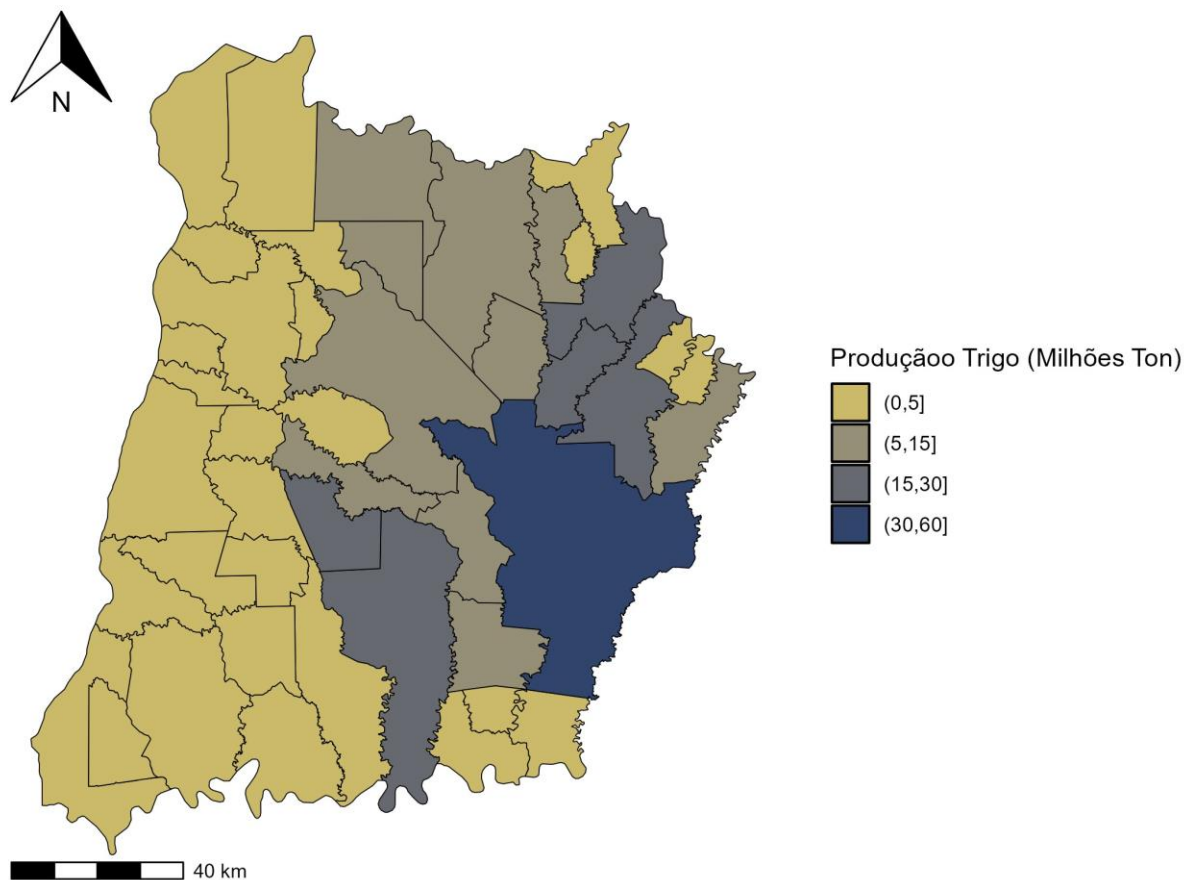 N
Produçãoo Trigo (Milhões Ton)
(0,5]
(5,15]
(15,30]
(30,60]
40 km